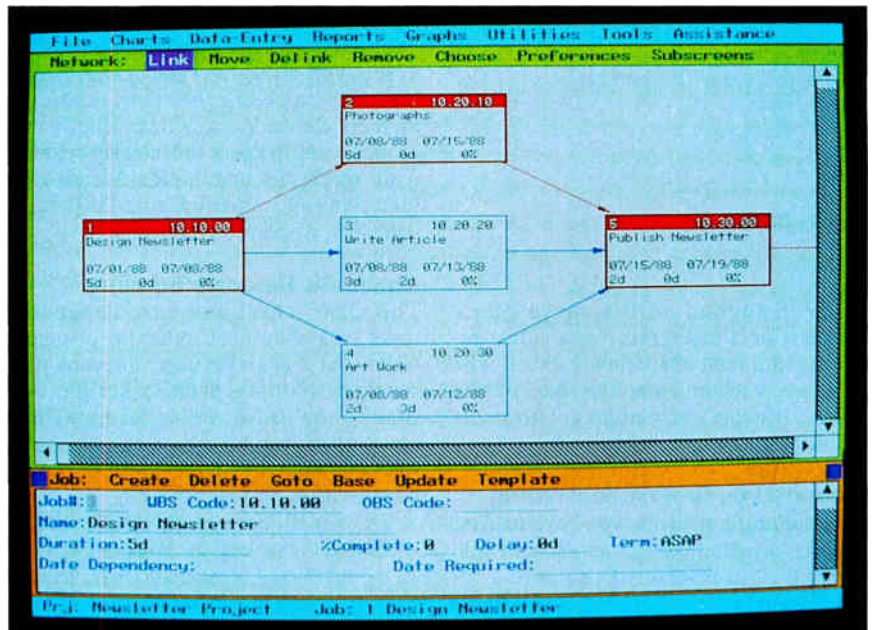 File Charts Data-Entry Reports Graphs Utilities Tools Assistance
Network: Link Move Delink Remove Choose Preferences Subscreens
2 10.20.10
Photographs
07/08/88 07/15/88
5d 0d 0%
1 10.10.00
Design Newsletter
07/01/88 07/08/88
5d 0d 0%
3 10.20.20
Write Article
07/08/88 07/13/88
3d 2d 0%
5 10.30.00
Publish Newsletter
07/15/88 07/19/88
2d 0d 0%
4 10.20.30
Art Work
07/08/88 07/12/88
2d 3d 0%
Job: Create Delete Goto Base Update Template
Job#: WBS Code:10.10.00 OBS Code:
Name:Design Newsletter
Duration:5d %Complete:0 Delay:0d Term:ASAP
Date Dependency: Date Required:
Prj: Newsletter Project Job: 1 Design Newsletter